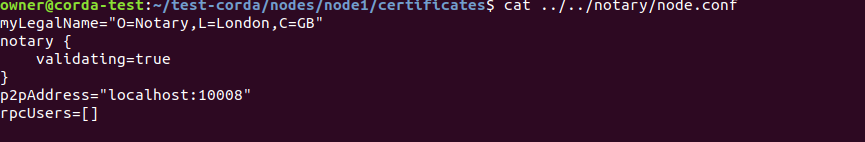 owner@corda-test:~/test-corda/nodes/node1/certificates$ cat ../../notary/node.conf
myLegalName="O=Notary,L=London,C=GB"
notary {
    validating=true
}
p2pAddress="localhost:10008"
rpcUsers=[]